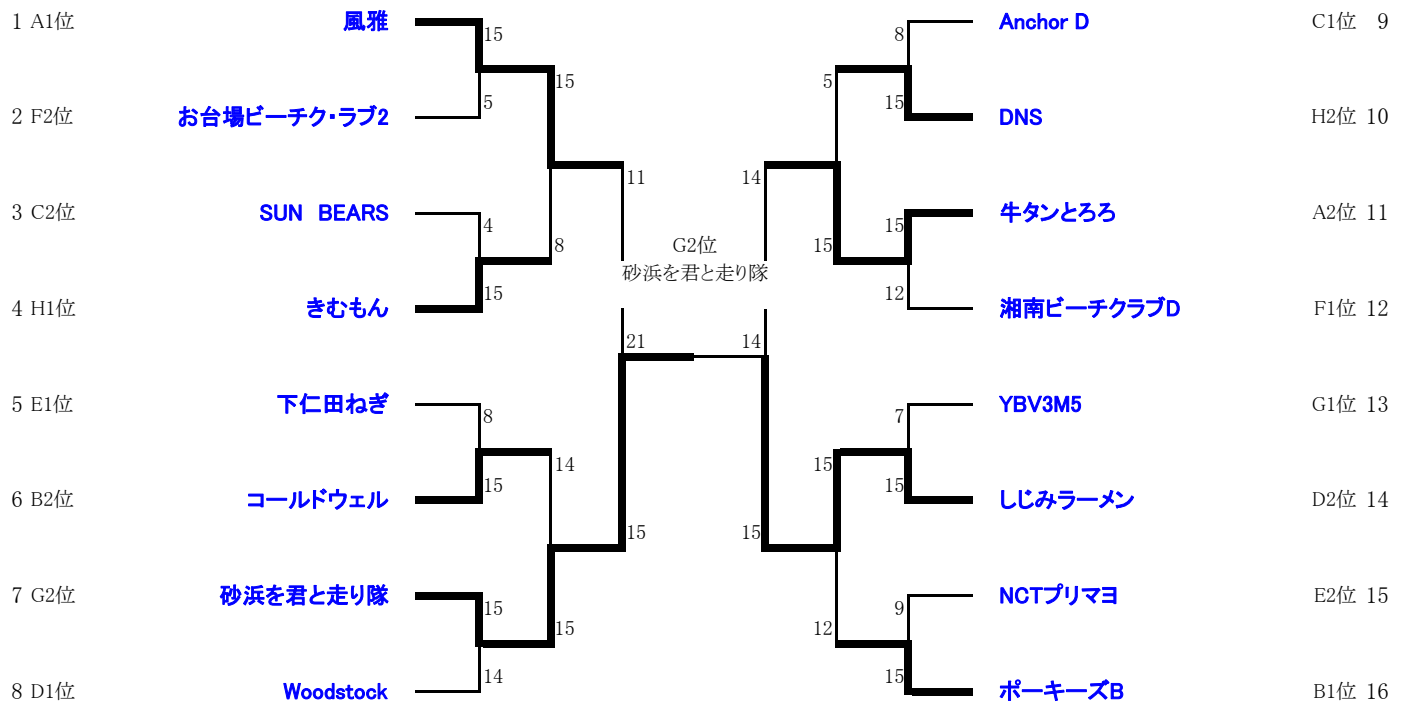 1 A1位 風雅 15 8 Anchor D C1位 9
15 5
2 F2位 お台場ビーチク・ラブ2 5 15 DNS H2位 10
11 14
3 C2位 SUN BEARS 4 15 牛タンとろろ A2位 11
8 G2位 15
砂浜を君と走り隊
4 H1位 きむもん 15 12 湘南ビーチクラブD F1位 12
21 14
5 E1位 下仁田ねぎ 8 7 YBV3M5 G1位 13
14 15
6 B2位 コールドウェル 15 15 しじみラーメン D2位 14
15 15
7 G2位 砂浜を君と走り隊 15 9 NCTプリマヨ E2位 15
15 12
8 D1位 Woodstock 14 15 ポーキーズB B1位 16